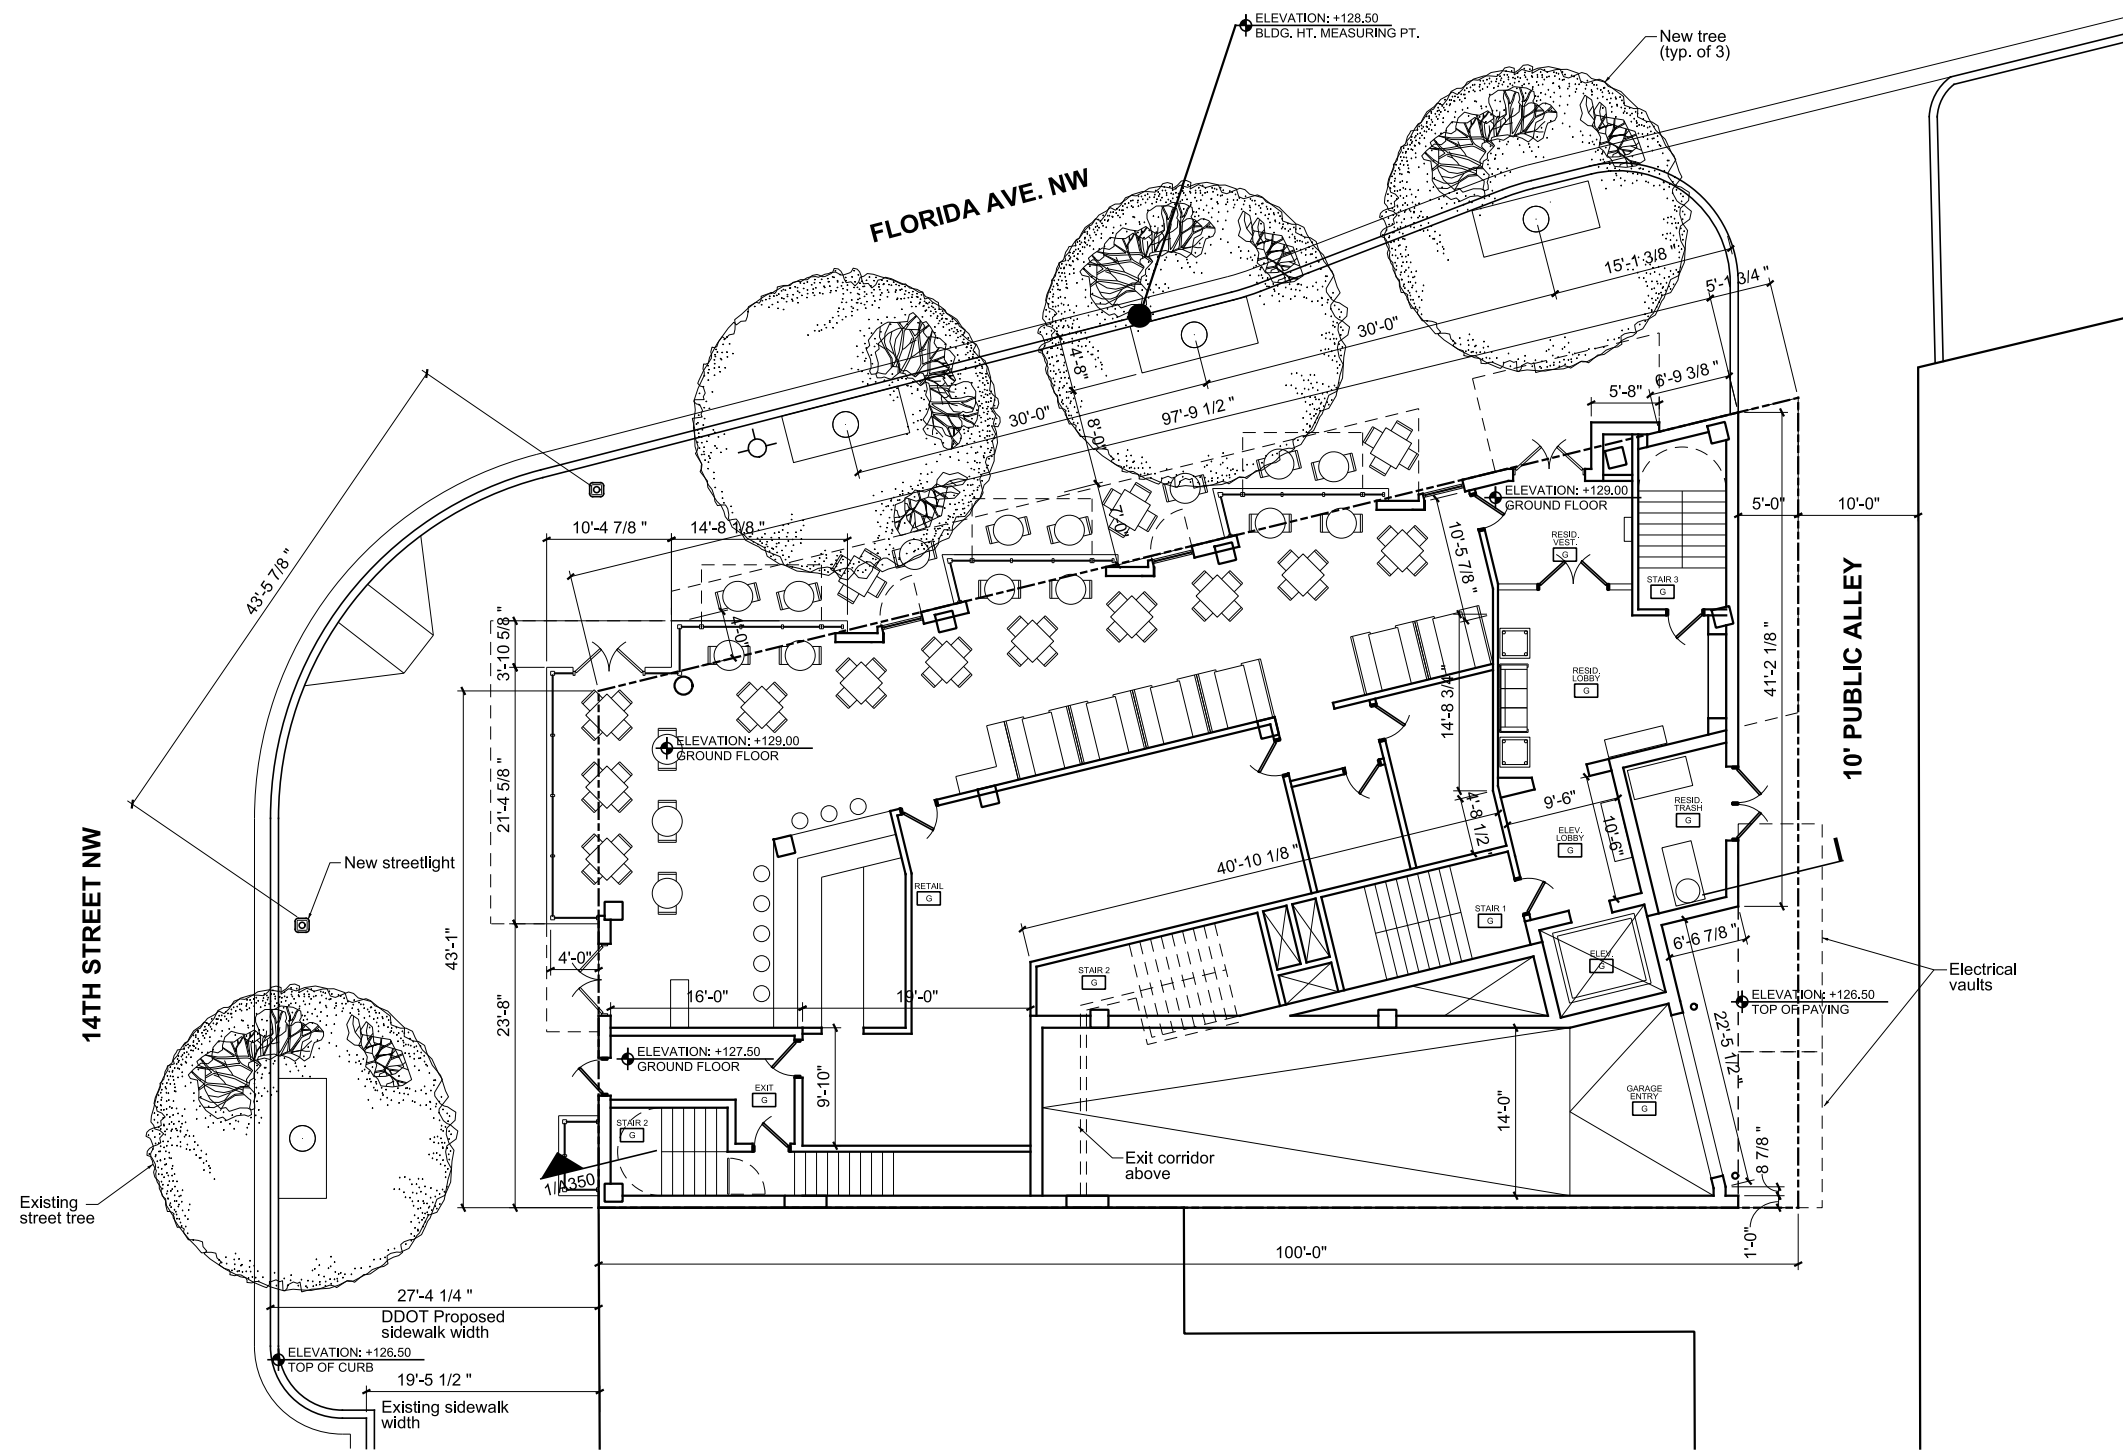 ELEVATION: +128.50
BLDG. HT. MEASURING PT.
New tree
(typ. of 3)
FLORIDA AVE. NW
15'-1 3/8 "
5'-1 3/4 "
30'-0"
4'-8"
6'-9 3/8 "
5'-8"
97'-9 1/2 "
30'-0"
8'-0"
ELEVATION: +129.00
GROUND FLOOR
5'-0"
10'-0"
10'-4 7/8 "
14'-8 1/8 "
7'-0"
10'-5 7/8 "
RESID.
VEST.
G
43'-5 7/8 "
STAIR 3
G
3'-10 5/8"
4'-0"
10' PUBLIC ALLEY
41'-2 1/8 "
RESID.
LOBBY
G
14'-8 3/4"
ELEVATION: +129.00
GROUND FLOOR
21'-4 5/8 "
9'-6"
RESID.
TRASH
G
4'-8 1/2"
10'-6"
ELEV.
LOBBY
G
14TH STREET NW
New streetlight
40'-10 1/8 "
RETAIL
G
STAIR 1
G
43'-1"
6'-6 7/8 "
4'-0"
ELEV.
G
STAIR 2
G
Electrical
vaults
23'-8"
16'-0"
19'-0"
ELEVATION: +126.50
TOP OF PAVING
22'-5 1/2 "
ELEVATION: +127.50
GROUND FLOOR
EXIT
G
9'-10"
14'-0"
GARAGE
ENTRY
G
STAIR 2
G
Exit corridor
above
8 7/8 "
1/A350
Existing
street tree
1'-0"
100'-0"
27'-4 1/4 "
DDOT Proposed
sidewalk width
ELEVATION: +126.50
TOP OF CURB
19'-5 1/2 "
Existing sidewalk
width